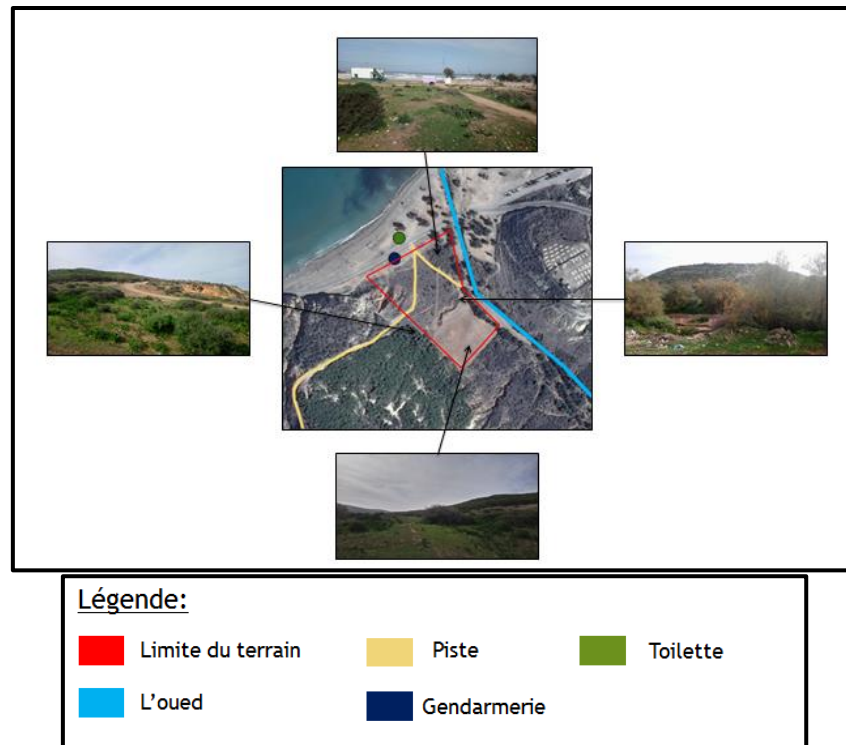 Légende:
Limite du terrain
Piste
Toilette
L'oued
Gendarmerie